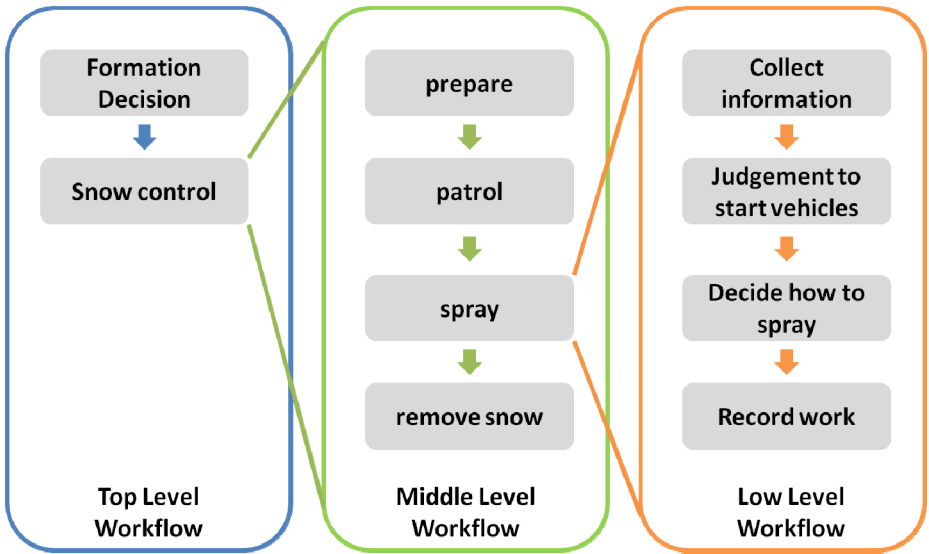 Formation
Decision
Snow control
Top Level
Workflow
prepare
patrol
spray
remove snow
Middle Level
Workflow
Collect
information
Judgement to
start vehicles
Decide how to
spray
Record work
Low Level
Workflow